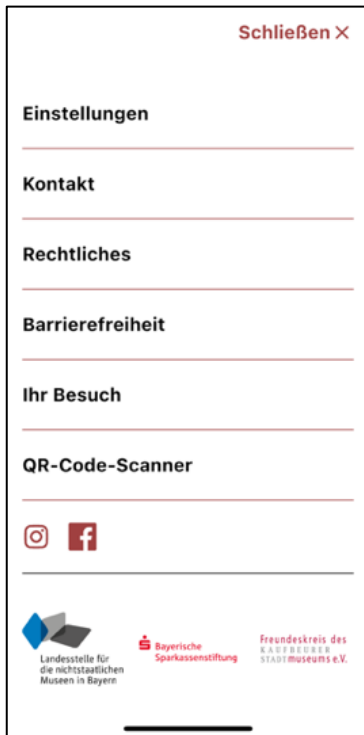 Schließen ×
Einstellungen
Kontakt
Rechtliches
Barrierefreiheit
Ihr Besuch
QR-Code-Scanner
Landesstelle für
die nichtstaatlichen
Museen in Bayern
Bayerische
Sparkassenstiftung
Freundeskreis des
KAUFBEURER
STADTmuseums e.V.